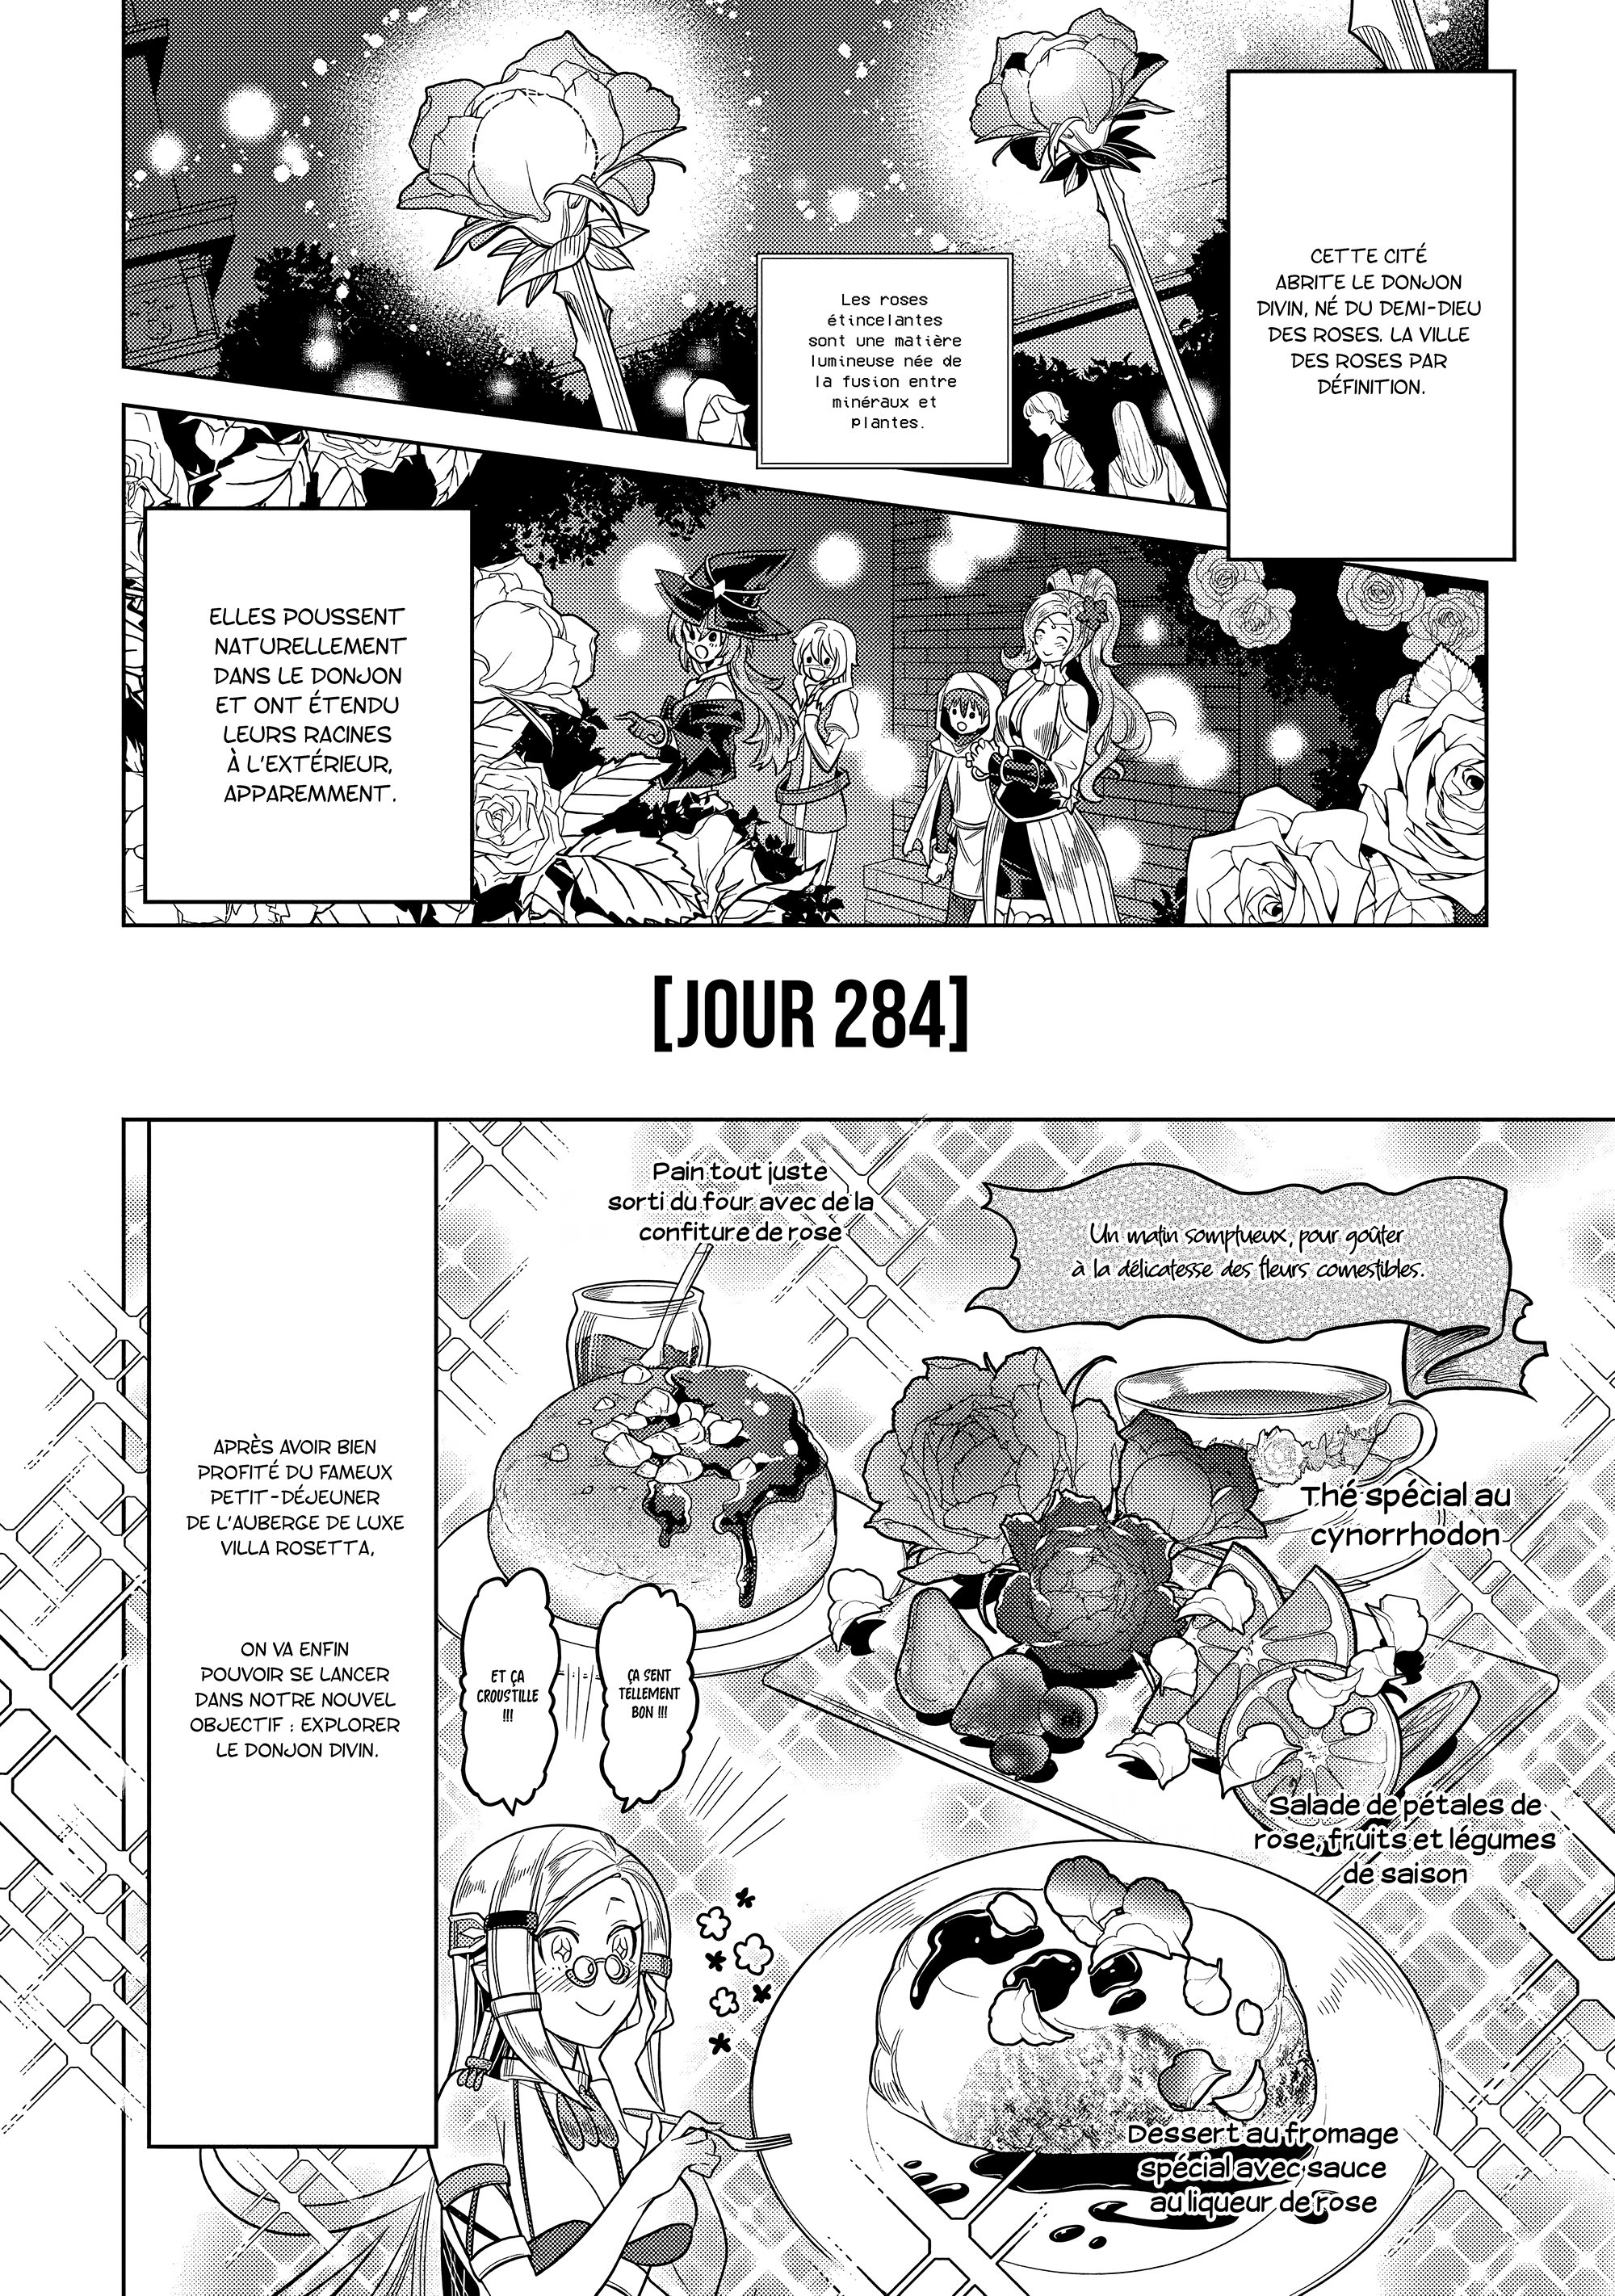 CETTE CITÉ
ABRITE LE DONJON
DIVIN, NÉ DU DEMI-DIEU
DES ROSES. LA VILLE
DES ROSES PAR
DÉFINITION.
Les roses
étincelantes
sont une matière
lumineuse née de
la fusion entre
minéraux et
plantes.
ELLES POUSSENT
NATURELLEMENT
DANS LE DONJON
ET ONT ÉTENDU
LEURS RACINES
À L'EXTÉRIEUR,
APPAREMMENT.
[JOUR 284]
Un matin somptueux, pour goûter
à la délicatesse des fleurs comestibles.
Pain tout juste
sorti du four avec de la
confiture de rose
Thé spécial au
cynorrhodon
APRÈS AVOIR BIEN
PROFITÉ DU FAMEUX
PETIT-DÉJEUNER
DE L'AUBERGE DE LUXE
VILLA ROSETTA,
ON VA ENFIN
POUVOIR SE LANCER
DANS NOTRE NOUVEL
OBJECTIF : EXPLORER
LE DONJON DIVIN.
ÇA SENT
TELLEMENT
BON !!!
ET ÇA
CROUSTILLE
!!!
Salade de pétales de
rose, fruits et légumes
de saison
Dessert au fromage
spécial avec sauce
au liqueur de rose